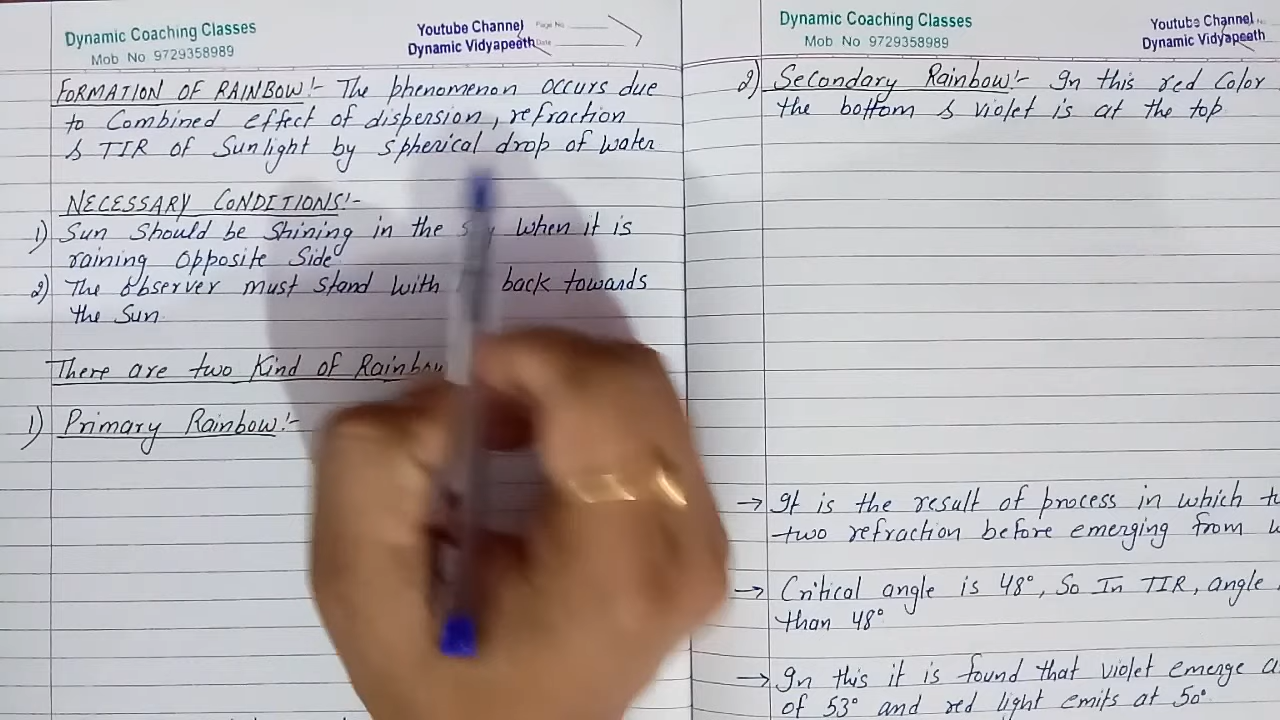 Dynamic Coaching Classes
Mob No 9729358989
Youtube Channel
Dynamic Vidyapeeth
Page No
Date
FORMATION OF RAINBOW:- The phenomenon occurs due
to Combined effect of dispersion, refraction
& TIR of Sunlight by Spherical drop of water
NECESSARY CONDITIONS:-
1) Sun Should be Shining in the when it is
raining Opposite Side
2) The Observer must Stand with back towards
the Sun
There are two Kind of Rainbow
1) Primary Rainbow:-
Dynamic Coaching Classes
Mob No 9729358989
Youtube Channel
Dynamic Vidyapeeth
2) Secondary Rainbow:- In this red Color
the bottom & violet is at the top
→ It is the result of process in which
two refraction before emerging from
→ Critical angle is 48°, So In TIR, angle
than 48°
→ In this it is found that violet emerge
of 53° and red light emits at 50°